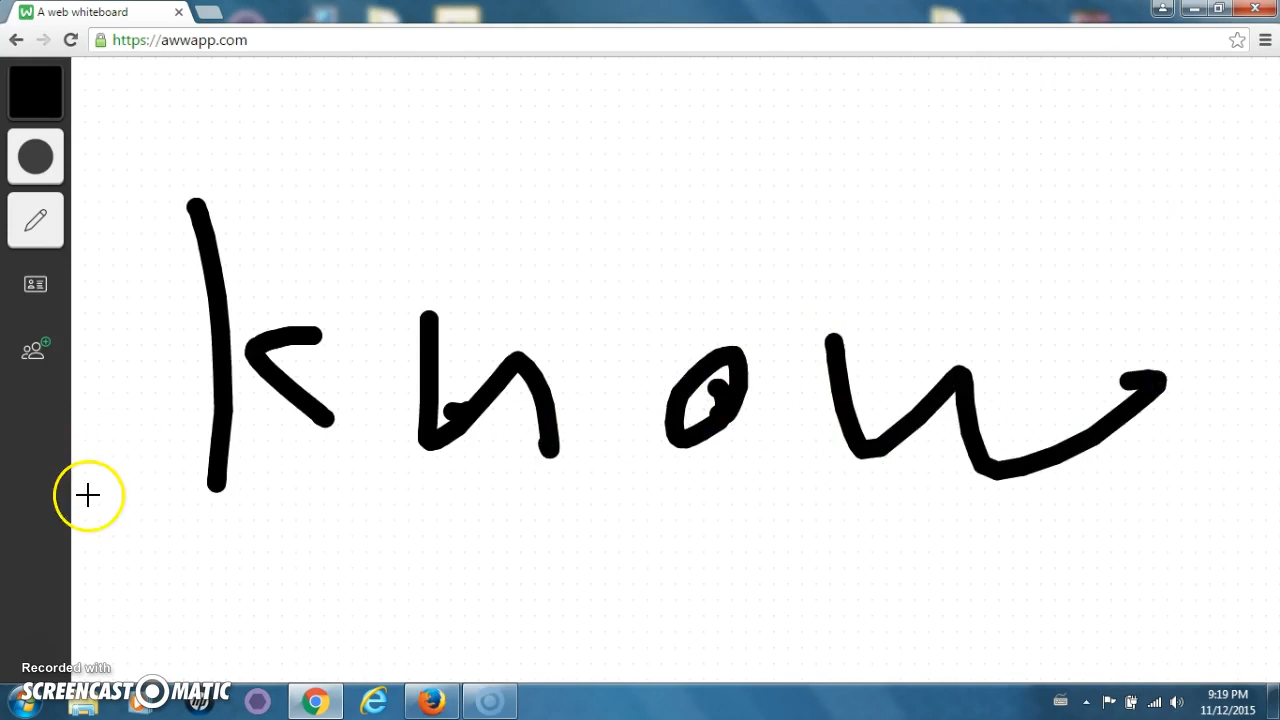 A web whiteboard
https://awwapp.com
know
Recorded with
SCREENCAST-O-MATIC
9:19 PM
11/12/2015